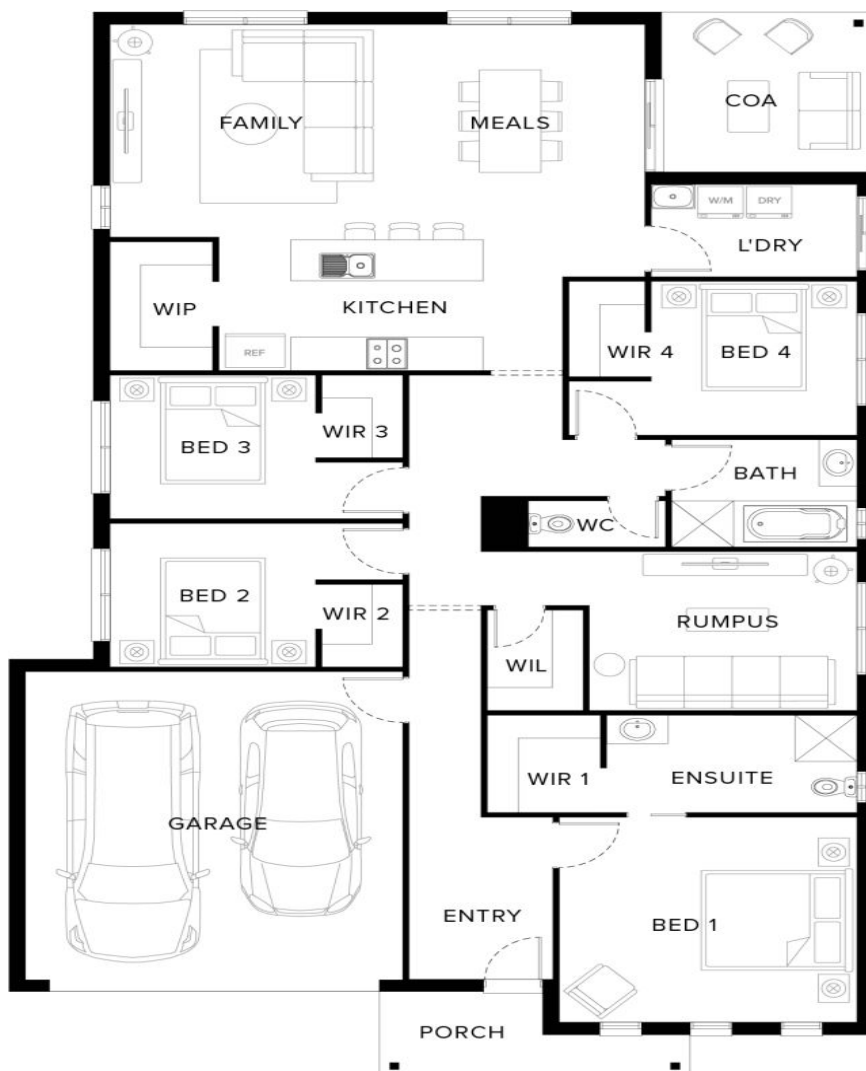 COA
FAMILY
MEALS
W/M
DRY
L'DRY
WIP
KITCHEN
REF
WIR 4
BED 4
BED 3
WIR 3
BATH
WC
BED 2
WIR 2
RUMPUS
WIL
WIR 1
ENSUITE
GARAGE
ENTRY
BED 1
PORCH